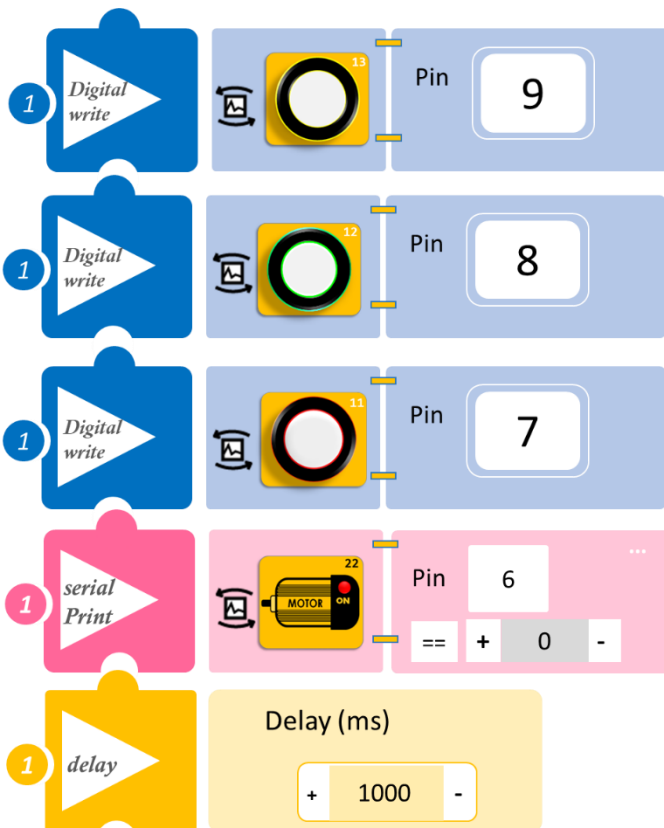 1
Digital
write
13
Pin
9
1
Digital
write
12
Pin
8
1
Digital
write
11
Pin
7
1
serial
Print
22
MOTOR
ON
Pin
6
...
==
+
0
-
1
delay
Delay (ms)
+
1000
-